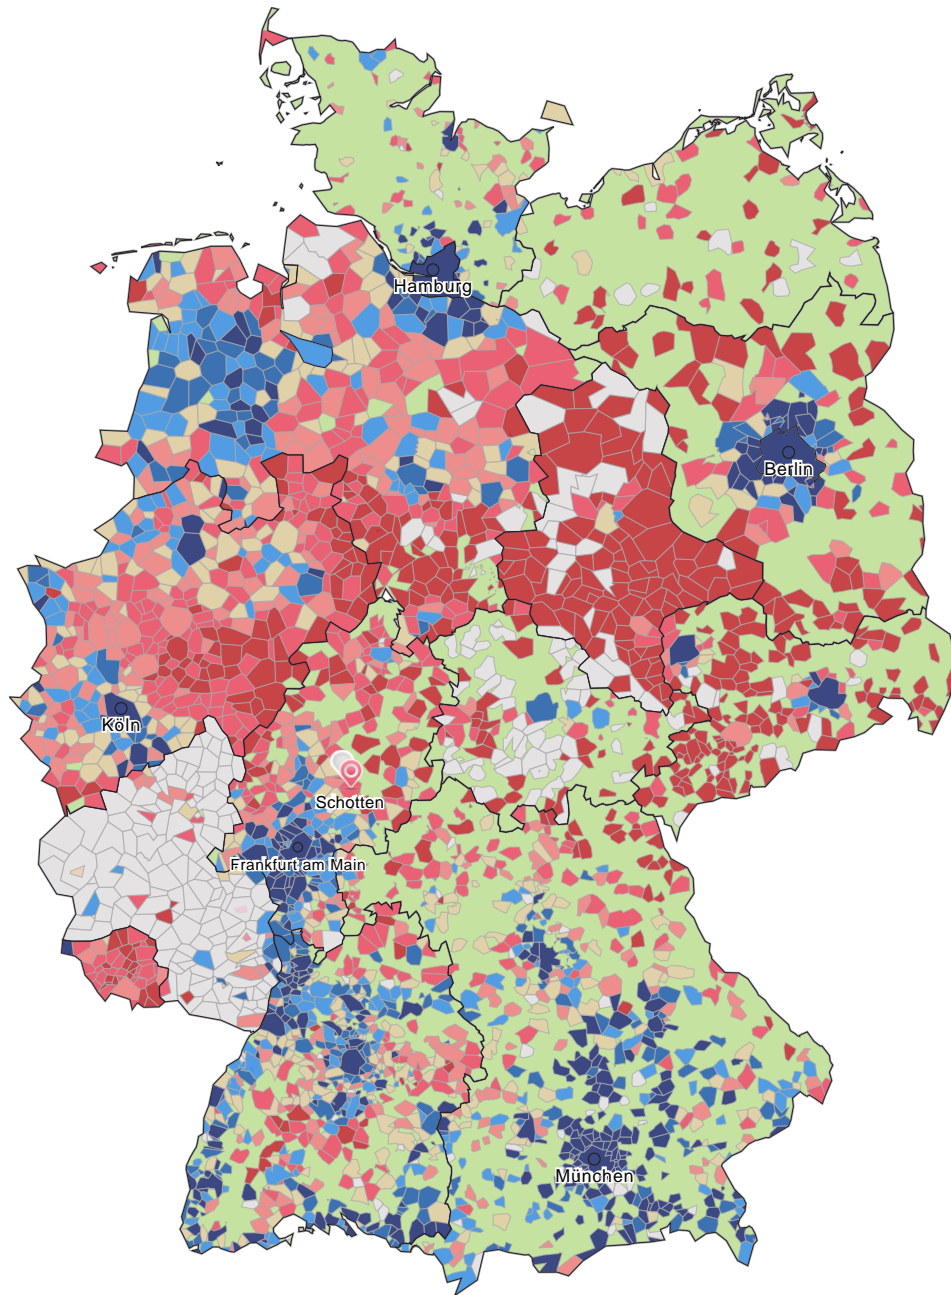 Hamburg
Berlin
Köln
Schotten
Frankfurt am Main
München